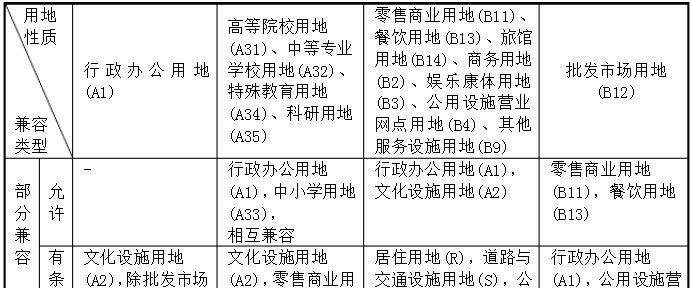 用地
性质
兼容
类型
行政办公用地
(A1)
高等院校用地
(A31)、中等专业
学校用地(A32)、
特殊教育用地
(A34)、科研用地
(A35)
零售商业用地(B11)、
餐饮用地(B13)、旅馆
用地(B14)、商务用地
(B2)、娱乐康体用地
(B3)、公用设施营业
网点用地(B4)、其他
服务设施用地(B9)
批发市场用地
(B12)
部分兼容
允许
-
行政办公用地
(A1),中小学用地
(A33),
相互兼容
行政办公用地(A1),
文化设施用地(A2)
零售商业用地
(B11),餐饮用地
(B13)
有条
文化设施用地
(A2),除批发市场
文化设施用地
(A2),零售商业用
居住用地(R),道路与
交通设施用地(S),公
行政办公用地
(A1),公用设施营